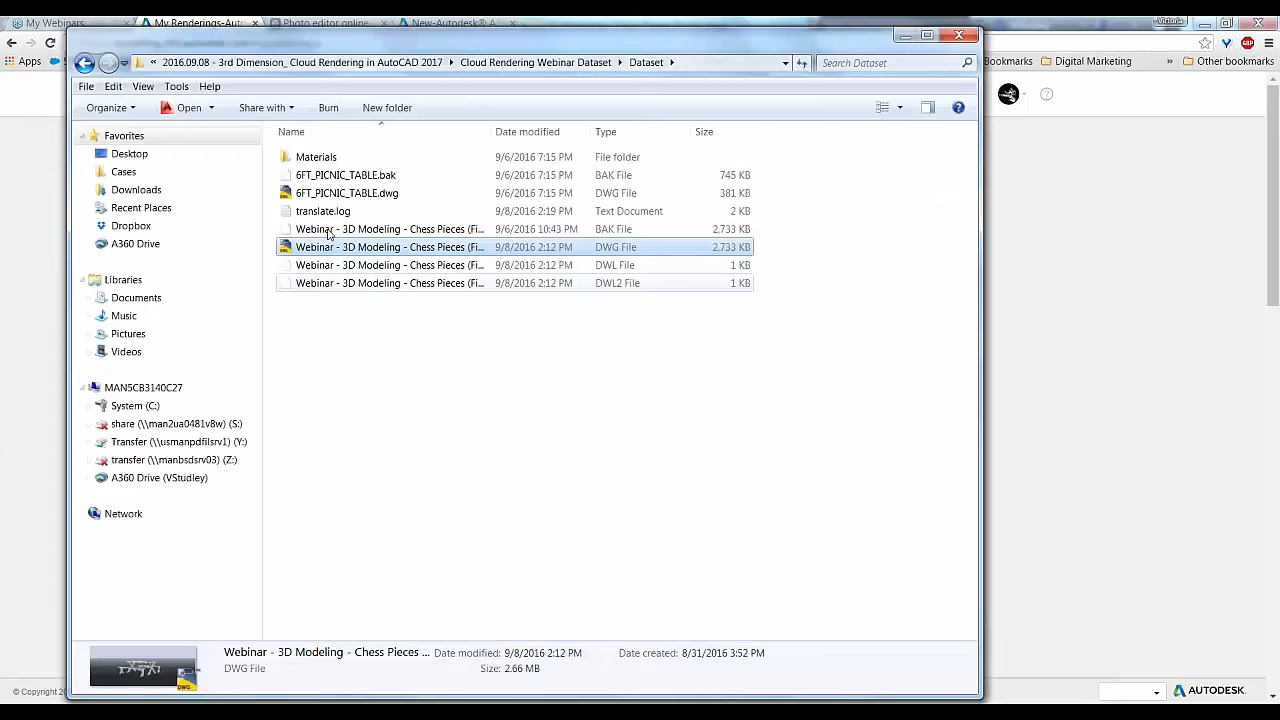 My Webinars
My Renderings-Aut
Photo editor online
New-Autodesk® A
Victoria
Apps
« 2016.09.08 - 3rd Dimension_ Cloud Rendering in AutoCAD 2017 Cloud Rendering Webinar Dataset Dataset
Search Dataset
Bookmarks
Digital Marketing
»
Other bookmarks
File Edit View Tools Help
Organize Open Share with Burn New folder
Name Date modified Type Size
Favorites
Desktop
Cases
Downloads
Recent Places
Dropbox
A360 Drive
Libraries
Documents
Music
Pictures
Videos
MAN5CB3140C27
System (C:)
share (\\man2ua0481v8w) (S:)
Transfer (\\usmanpdfilsrv1) (Y:)
transfer (\\manbsdsrv03) (Z:)
A360 Drive (VStudley)
Network
Materials 9/6/2016 7:15 PM File folder
6FT_PICNIC_TABLE.bak 9/6/2016 7:15 PM BAK File 745 KB
6FT_PICNIC_TABLE.dwg 9/6/2016 7:15 PM DWG File 381 KB
translate.log 9/8/2016 2:19 PM Text Document 2 KB
Webinar - 3D Modeling - Chess Pieces (Fi... 9/6/2016 10:43 PM BAK File 2,733 KB
Webinar - 3D Modeling - Chess Pieces (Fi... 9/8/2016 2:12 PM DWG File 2,733 KB
Webinar - 3D Modeling - Chess Pieces (Fi... 9/8/2016 2:12 PM DWL File 1 KB
Webinar - 3D Modeling - Chess Pieces (Fi... 9/8/2016 2:12 PM DWL2 File 1 KB
Webinar - 3D Modeling - Chess Pieces ... Date modified: 9/8/2016 2:12 PM Date created: 8/31/2016 3:52 PM
DWG File Size: 2.66 MB
DWG
© Copyright 20
AUTODESK